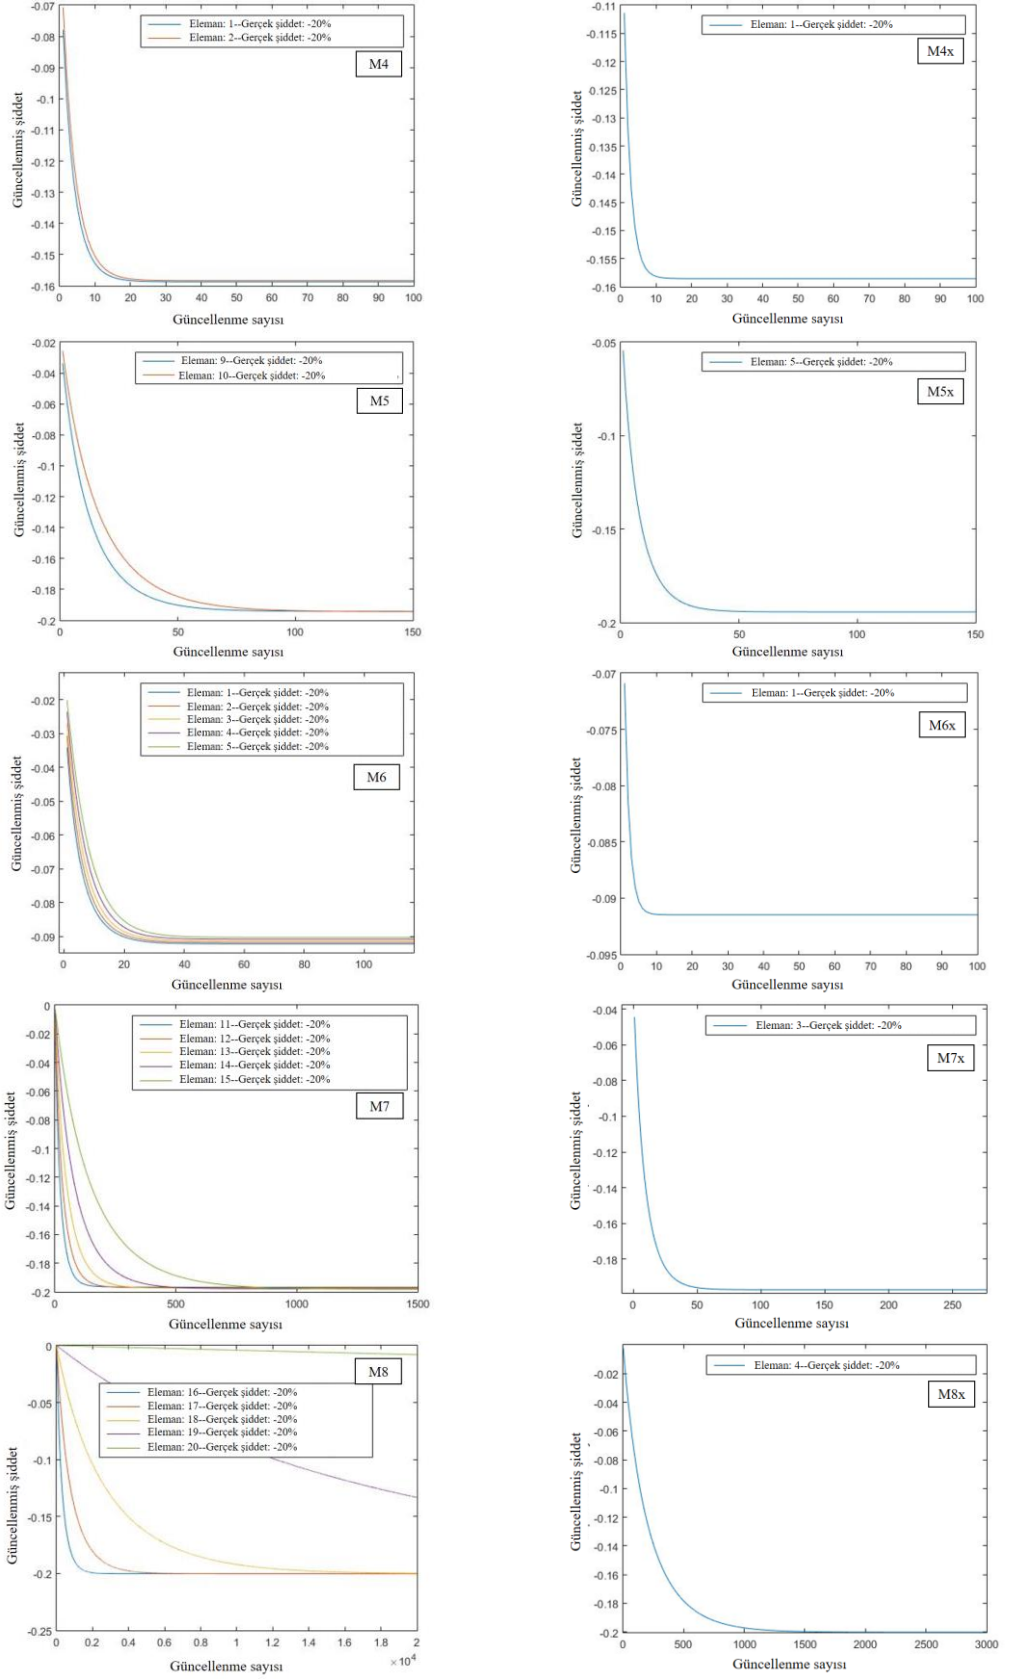 -0.07
-0.08
-0.09
-0.1
-0.11
-0.12
-0.13
-0.14
-0.15
-0.16
Güncellenmiş şiddet
Eleman: 1--Gerçek şiddet: -20%
Eleman: 2--Gerçek şiddet: -20%
M4
0 10 20 30 40 50 60 70 80 90 100
Güncellenme sayısı
-0.11
-0.115
-0.12
-0.125
-0.13
-0.135
-0.14
-0.145
-0.15
-0.155
-0.16
Güncellenmiş şiddet
Eleman: 1--Gerçek şiddet: -20%
M4x
0 10 20 30 40 50 60 70 80 90 100
Güncellenme sayısı
-0.02
-0.04
-0.06
-0.08
-0.1
-0.12
-0.14
-0.16
-0.18
-0.2
Güncellenmiş şiddet
Eleman: 9--Gerçek şiddet: -20%
Eleman: 10--Gerçek şiddet: -20%
M5
0 50 100 150
Güncellenme sayısı
-0.05
-0.1
-0.15
-0.2
Güncellenmiş şiddet
Eleman: 5--Gerçek şiddet: -20%
M5x
0 50 100 150
Güncellenme sayısı
-0.02
-0.03
-0.04
-0.05
-0.06
-0.07
-0.08
-0.09
Güncellenmiş şiddet
Eleman: 1--Gerçek şiddet: -20%
Eleman: 2--Gerçek şiddet: -20%
Eleman: 3--Gerçek şiddet: -20%
Eleman: 4--Gerçek şiddet: -20%
Eleman: 5--Gerçek şiddet: -20%
M6
0 20 40 60 80 100
Güncellenme sayısı
-0.07
-0.075
-0.08
-0.085
-0.09
-0.095
Güncellenmiş şiddet
Eleman: 1--Gerçek şiddet: -20%
M6x
0 10 20 30 40 50 60 70 80 90 100
Güncellenme sayısı
0
-0.02
-0.04
-0.06
-0.08
-0.1
-0.12
-0.14
-0.16
-0.18
-0.2
Güncellenmiş şiddet
Eleman: 11--Gerçek şiddet: -20%
Eleman: 12--Gerçek şiddet: -20%
Eleman: 13--Gerçek şiddet: -20%
Eleman: 14--Gerçek şiddet: -20%
Eleman: 15--Gerçek şiddet: -20%
M7
0 500 1000 1500
Güncellenme sayısı
-0.04
-0.06
-0.08
-0.1
-0.12
-0.14
-0.16
-0.18
Güncellenmiş şiddet
Eleman: 3--Gerçek şiddet: -20%
M7x
0 50 100 150 200 250
Güncellenme sayısı
0
-0.05
-0.1
-0.15
-0.2
-0.25
Güncellenmiş şiddet
M8
Eleman: 16--Gerçek şiddet: -20%
Eleman: 17--Gerçek şiddet: -20%
Eleman: 18--Gerçek şiddet: -20%
Eleman: 19--Gerçek şiddet: -20%
Eleman: 20--Gerçek şiddet: -20%
0 0.2 0.4 0.6 0.8 1 1.2 1.4 1.6 1.8 2
×10⁴
Güncellenme sayısı
-0.02
-0.04
-0.06
-0.08
-0.1
-0.12
-0.14
-0.16
-0.18
-0.2
Güncellenmiş şiddet
Eleman: 4--Gerçek şiddet: -20%
M8x
0 500 1000 1500 2000 2500 3000
Güncellenme sayısı